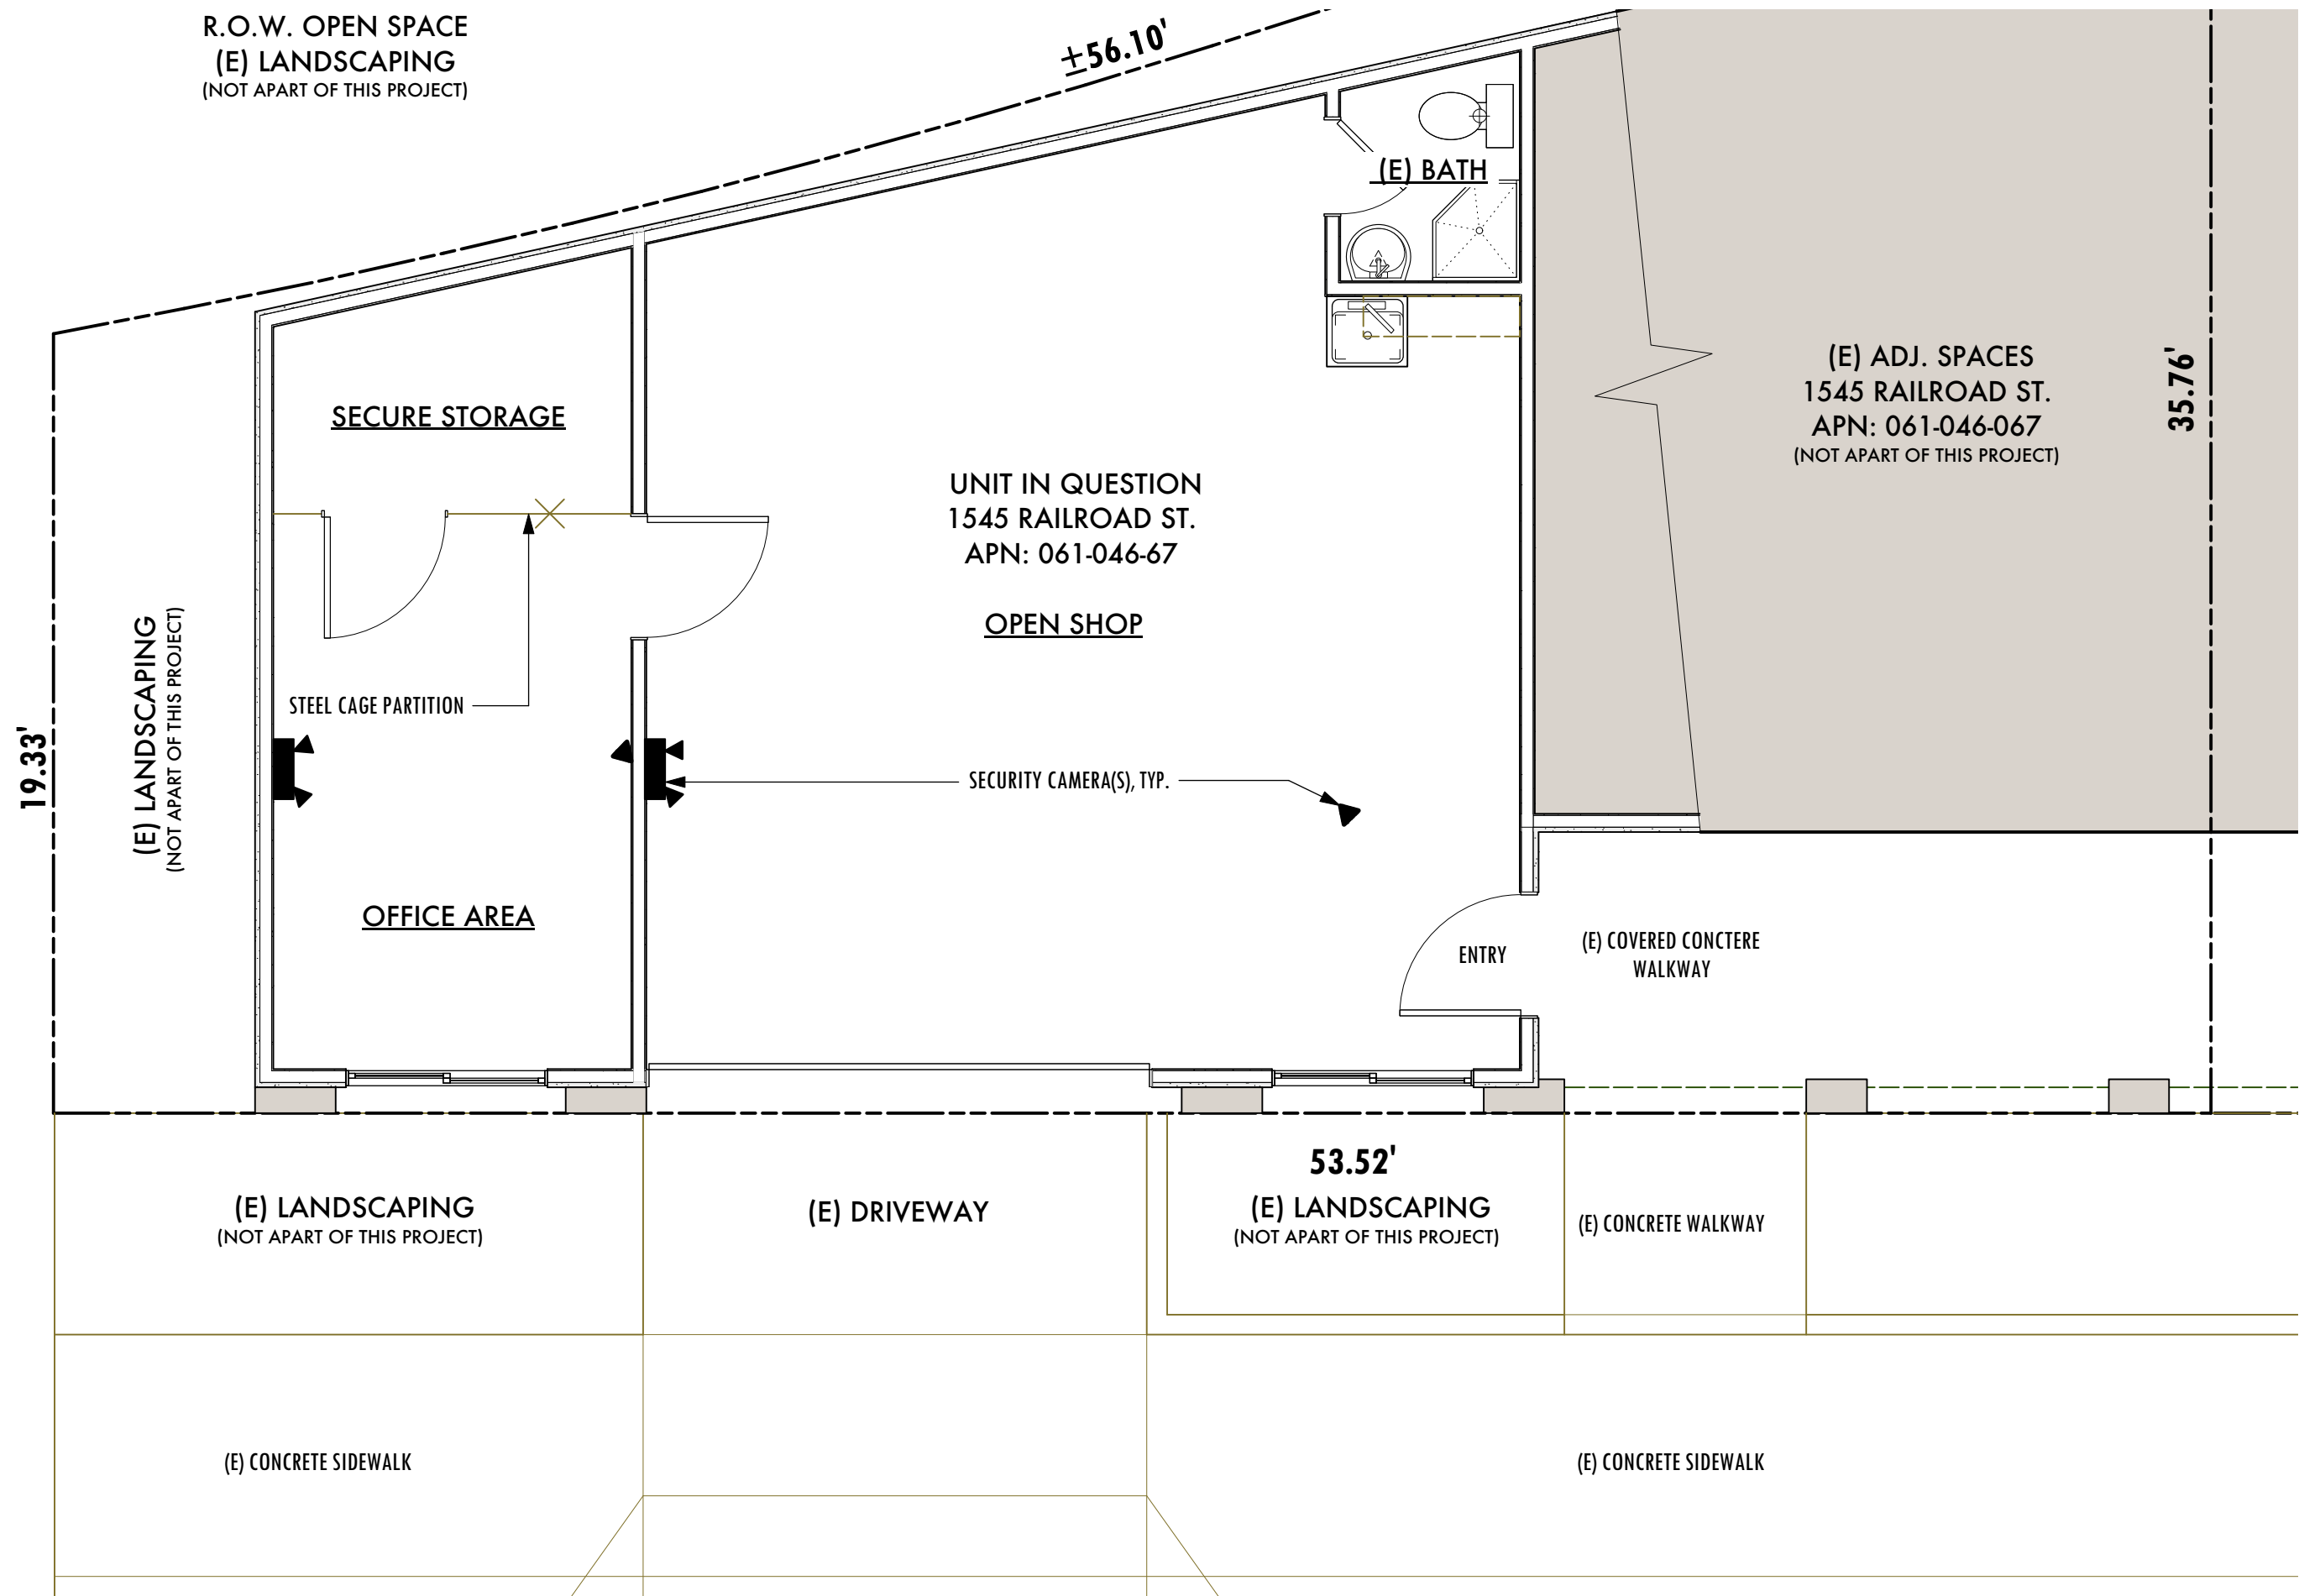 R.O.W. OPEN SPACE
(E) LANDSCAPING
(NOT APART OF THIS PROJECT)
±56.10'
(E) BATH
SECURE STORAGE
UNIT IN QUESTION
1545 RAILROAD ST.
APN: 061-046-67
OPEN SHOP
(E) ADJ. SPACES
1545 RAILROAD ST.
APN: 061-046-067
(NOT APART OF THIS PROJECT)
35.76'
19.33'
(E) LANDSCAPING
(NOT APART OF THIS PROJECT)
STEEL CAGE PARTITION
SECURITY CAMERA(S), TYP.
OFFICE AREA
ENTRY
(E) COVERED CONCTERE
WALKWAY
53.52'
(E) LANDSCAPING
(NOT APART OF THIS PROJECT)
(E) DRIVEWAY
(E) LANDSCAPING
(NOT APART OF THIS PROJECT)
(E) CONCRETE WALKWAY
(E) CONCRETE SIDEWALK
(E) CONCRETE SIDEWALK